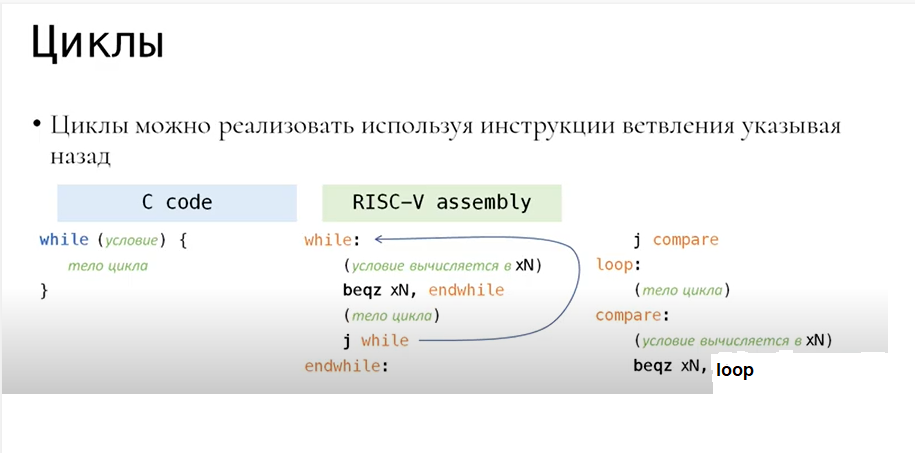 Циклы
• Циклы можно реализовать используя инструкции ветвления указывая
назад
C code
while (условие) {
тело цикла
}
RISC-V assembly
while:
(условие вычисляется в xN)
beqz xN, endwhile
(тело цикла)
j while
endwhile:
j compare
loop:
(тело цикла)
compare:
(условие вычисляется в xN)
beqz xN, loop